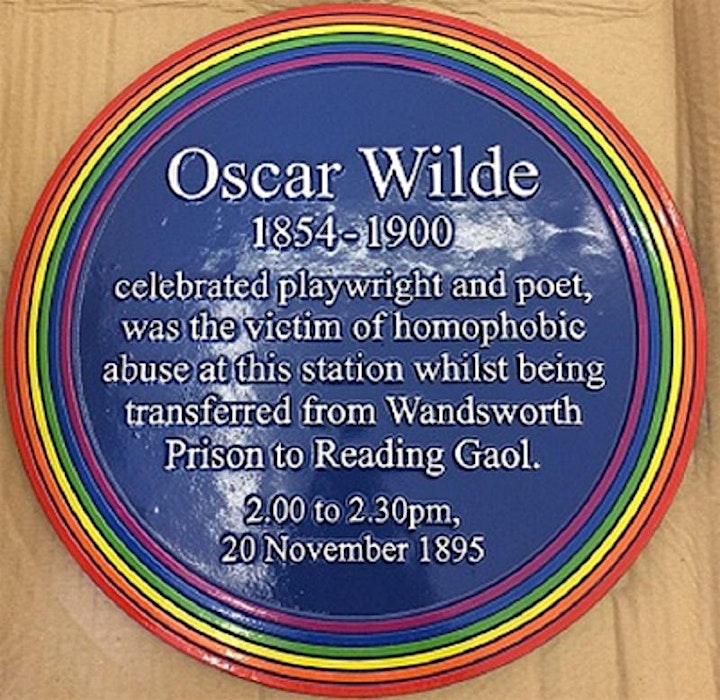 Oscar Wilde
1854-1900
celebrated playwright and poet,
was the victim of homophobic
abuse at this station whilst being
transferred from Wandsworth
Prison to Reading Gaol.
2.00 to 2.30pm,
20 November 1895